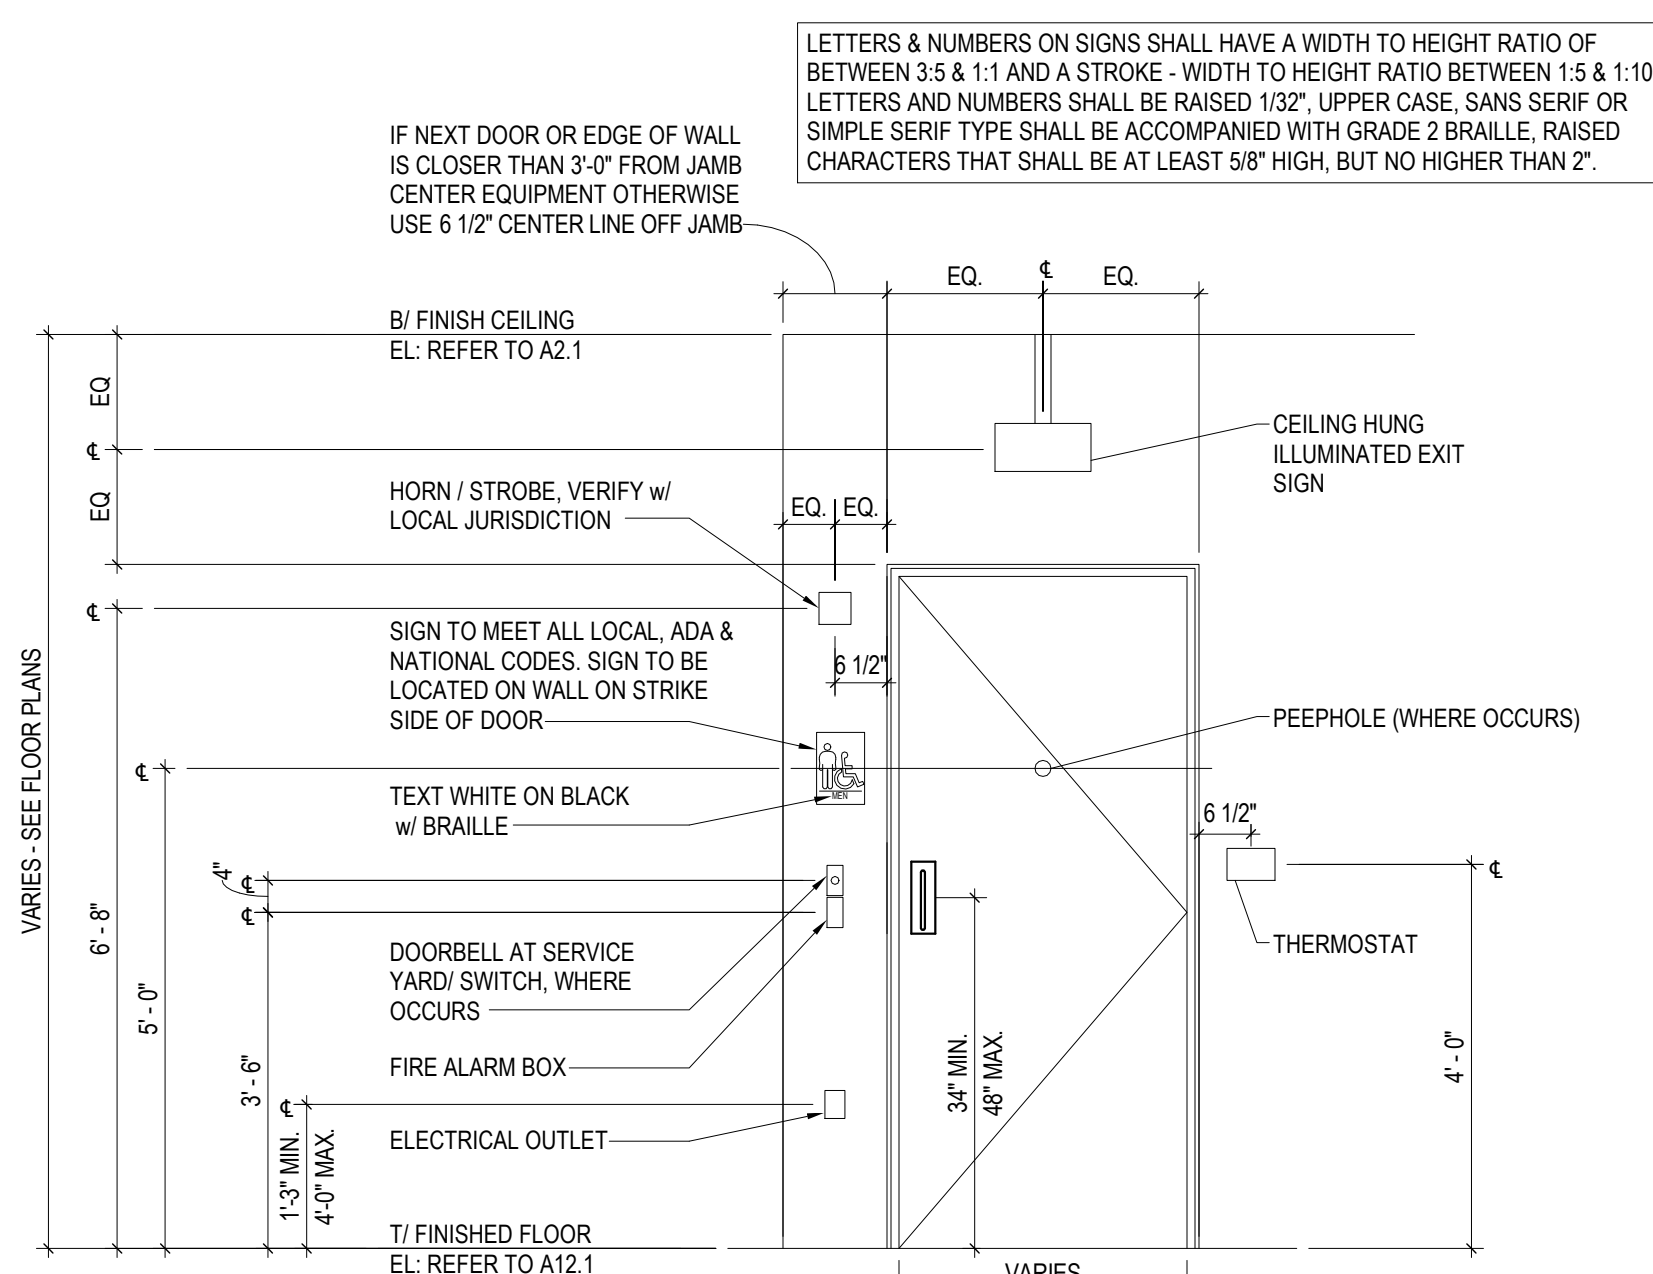 LETTERS & NUMBERS ON SIGNS SHALL HAVE A WIDTH TO HEIGHT RATIO OF
BETWEEN 3:5 & 1:1 AND A STROKE - WIDTH TO HEIGHT RATIO BETWEEN 1:5 & 1:10
LETTERS AND NUMBERS SHALL BE RAISED 1/32", UPPER CASE, SANS SERIF OR
SIMPLE SERIF TYPE SHALL BE ACCOMPANIED WITH GRADE 2 BRAILLE, RAISED
CHARACTERS THAT SHALL BE AT LEAST 5/8" HIGH, BUT NO HIGHER THAN 2".
IF NEXT DOOR OR EDGE OF WALL
IS CLOSER THAN 3'-0" FROM JAMB
CENTER EQUIPMENT OTHERWISE
USE 6 1/2" CENTER LINE OFF JAMB
EQ.
℄
EQ.
B/ FINISH CEILING
EL: REFER TO A2.1
EQ
℄
EQ
CEILING HUNG
ILLUMINATED EXIT
SIGN
HORN / STROBE, VERIFY w/
LOCAL JURISDICTION
EQ.
EQ.
℄
SIGN TO MEET ALL LOCAL, ADA &
NATIONAL CODES. SIGN TO BE
LOCATED ON WALL ON STRIKE
SIDE OF DOOR
6 1/2"
PEEPHOLE (WHERE OCCURS)
℄
MEN
TEXT WHITE ON BLACK
w/ BRAILLE
6 1/2"
VARIES - SEE FLOOR PLANS
4"
℄
℄
℄
6' - 8"
DOORBELL AT SERVICE
YARD/ SWITCH, WHERE
OCCURS
THERMOSTAT
5' - 0"
3' - 6"
FIRE ALARM BOX
34" MIN.
48" MAX.
4' - 0"
℄
ELECTRICAL OUTLET
1'-3" MIN.
4'-0" MAX.
T/ FINISHED FLOOR
EL: REFER TO A12.1
VARIES